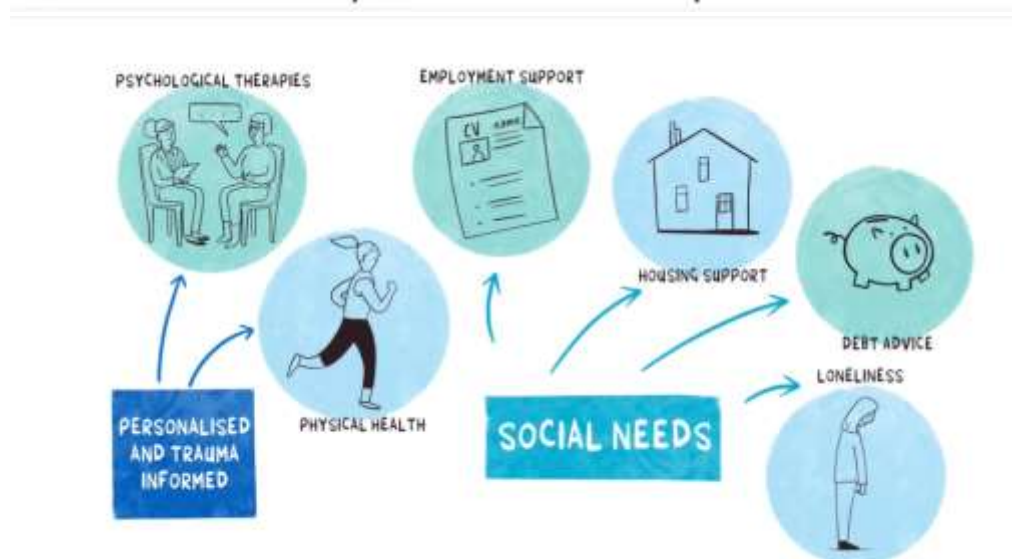 PSYCHOLOGICAL THERAPIES
EMPLOYMENT SUPPORT
CV
HOUSING SUPPORT
DEBT ADVICE
LONELINESS
PHYSICAL HEALTH
PERSONALISED
AND TRAUMA
INFORMED
SOCIAL NEEDS